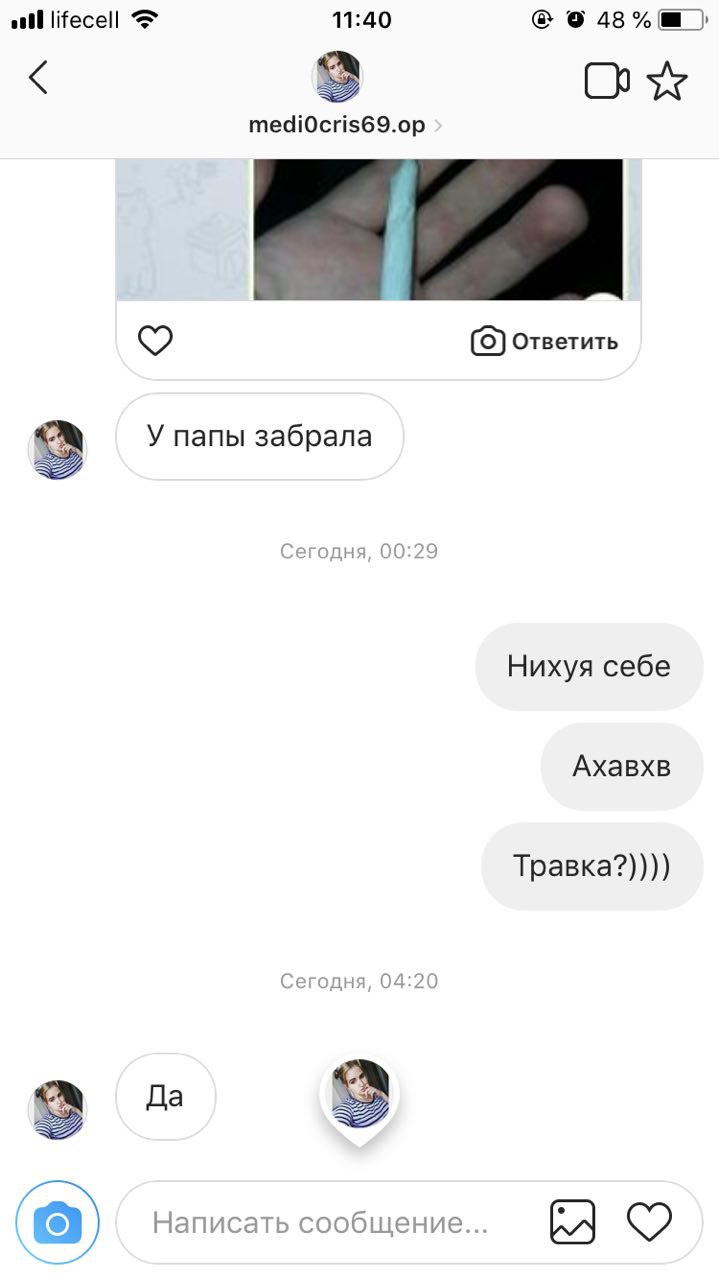 lifecell 11:40 48 %
medi0cris69.op
Ответить
У папы забрала
Сегодня, 00:29
Нихуя себе
Ахавхв
Травка?))))
Сегодня, 04:20
Да
Написать сообщение...